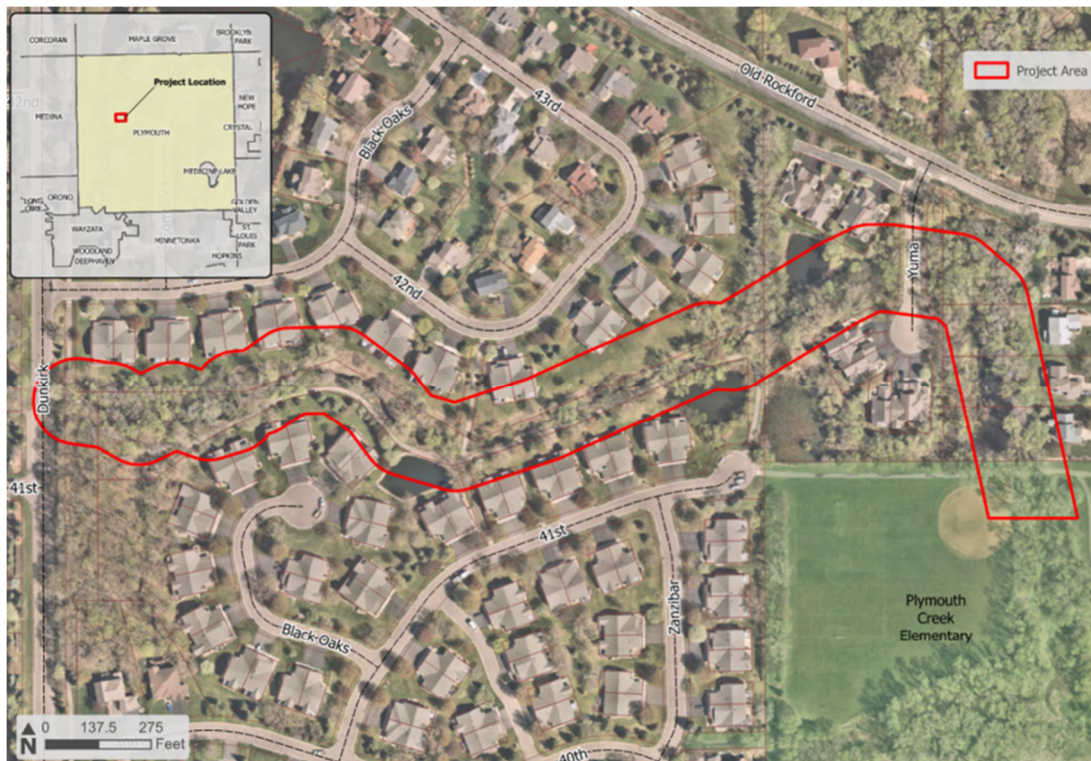 CORCORAN
MAPLE GROVE
BROOKLYN
PARK
Project Location
MEDINA
PLYMOUTH
NEW
HOPE
CRYSTAL
MEDICINE LAKE
LONG
LAKE
ORONO
GOLDEN
VALLEY
WAYZATA
ST.
LOUIS
PARK
MINNETONKA
WOODLAND
DEEPHAVEN
HOPKINS
Project Area
Old Rockford
43rd
Black Oaks
42nd
Yuma
Dunkirk
41st
41st
Zanzibar
Black Oaks
Plymouth
Creek
Elementary
40th
N
0 137.5 275
Feet